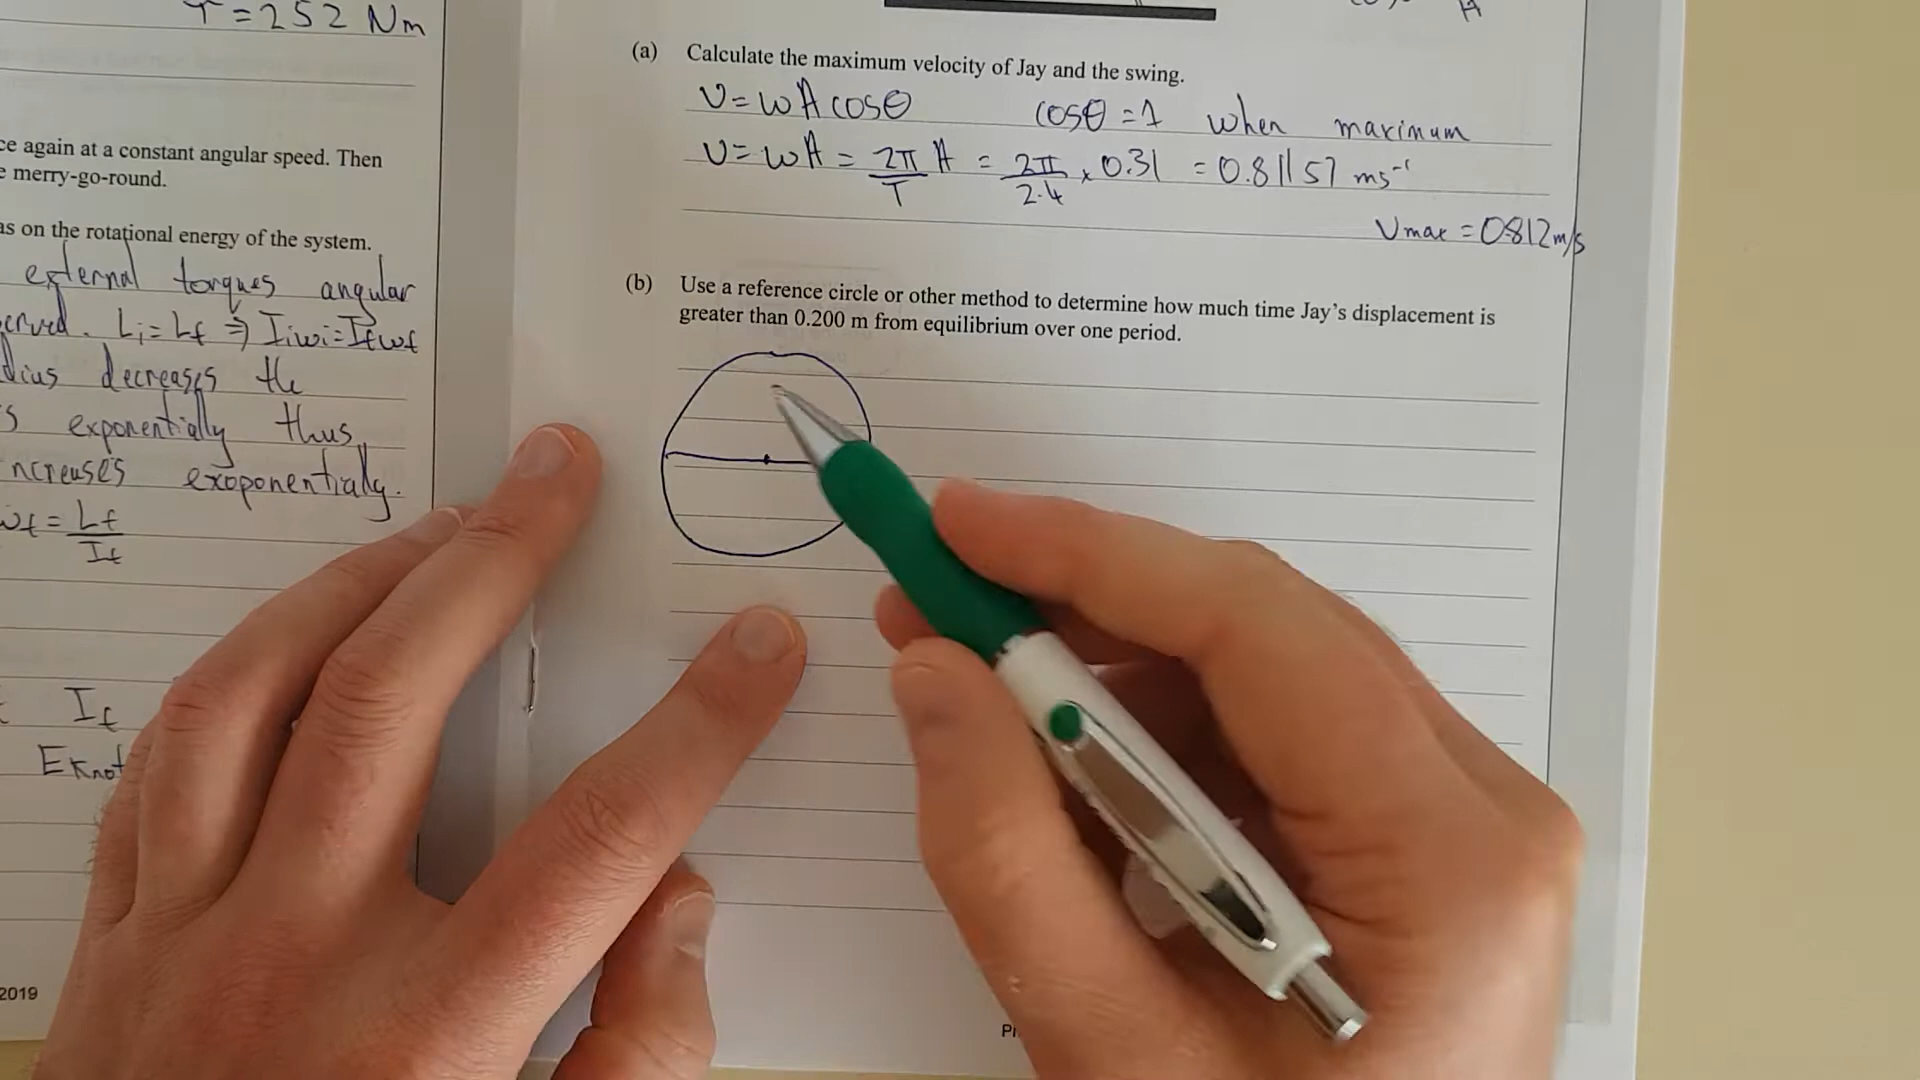 τ = 252 Nm
ce again at a constant angular speed. Then
e merry-go-round.
as on the rotational energy of the system.
external torques angular
erved. Li = Lf ⇒ Iiωi = Ifωf
dius decreases the
s exponentially thus
ncreases exoponentially.
ωf = Lf
If
If
EKnot
2019
(a) Calculate the maximum velocity of Jay and the swing.
v = ωA cosθ cosθ = 1 when maximum
v = ωA = 2π/T A = 2π/2.4 × 0.31 = 0.81157 ms⁻¹
Vmax = 0.812 m/s
(b) Use a reference circle or other method to determine how much time Jay’s displacement is
greater than 0.200 m from equilibrium over one period.